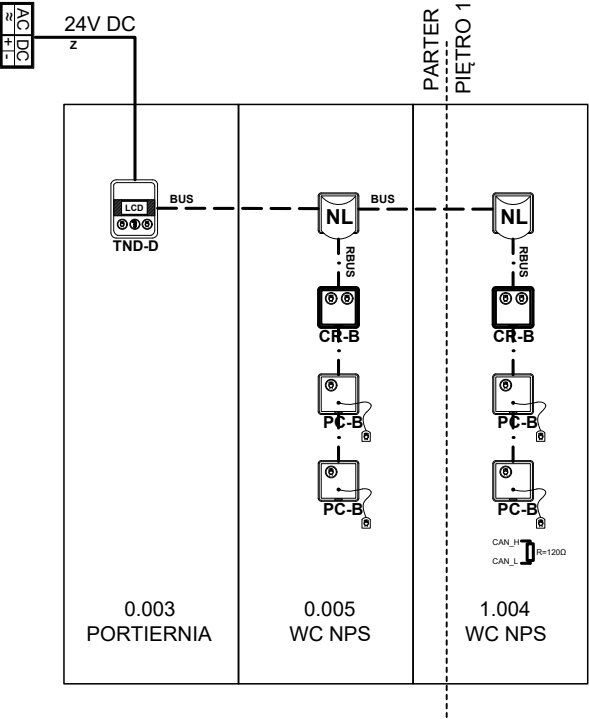 AC DC
≈ + -
24V DC
z
PARTER
PIĘTRO 1
LCD
TND-D
BUS
NL
BUS
NL
RBUS
RBUS
CR-B
CR-B
PC-B
PC-B
PC-B
PC-B
CAN_H
CAN_L
R=120Ω
0.003
PORTIERNIA
0.005
WC NPS
1.004
WC NPS